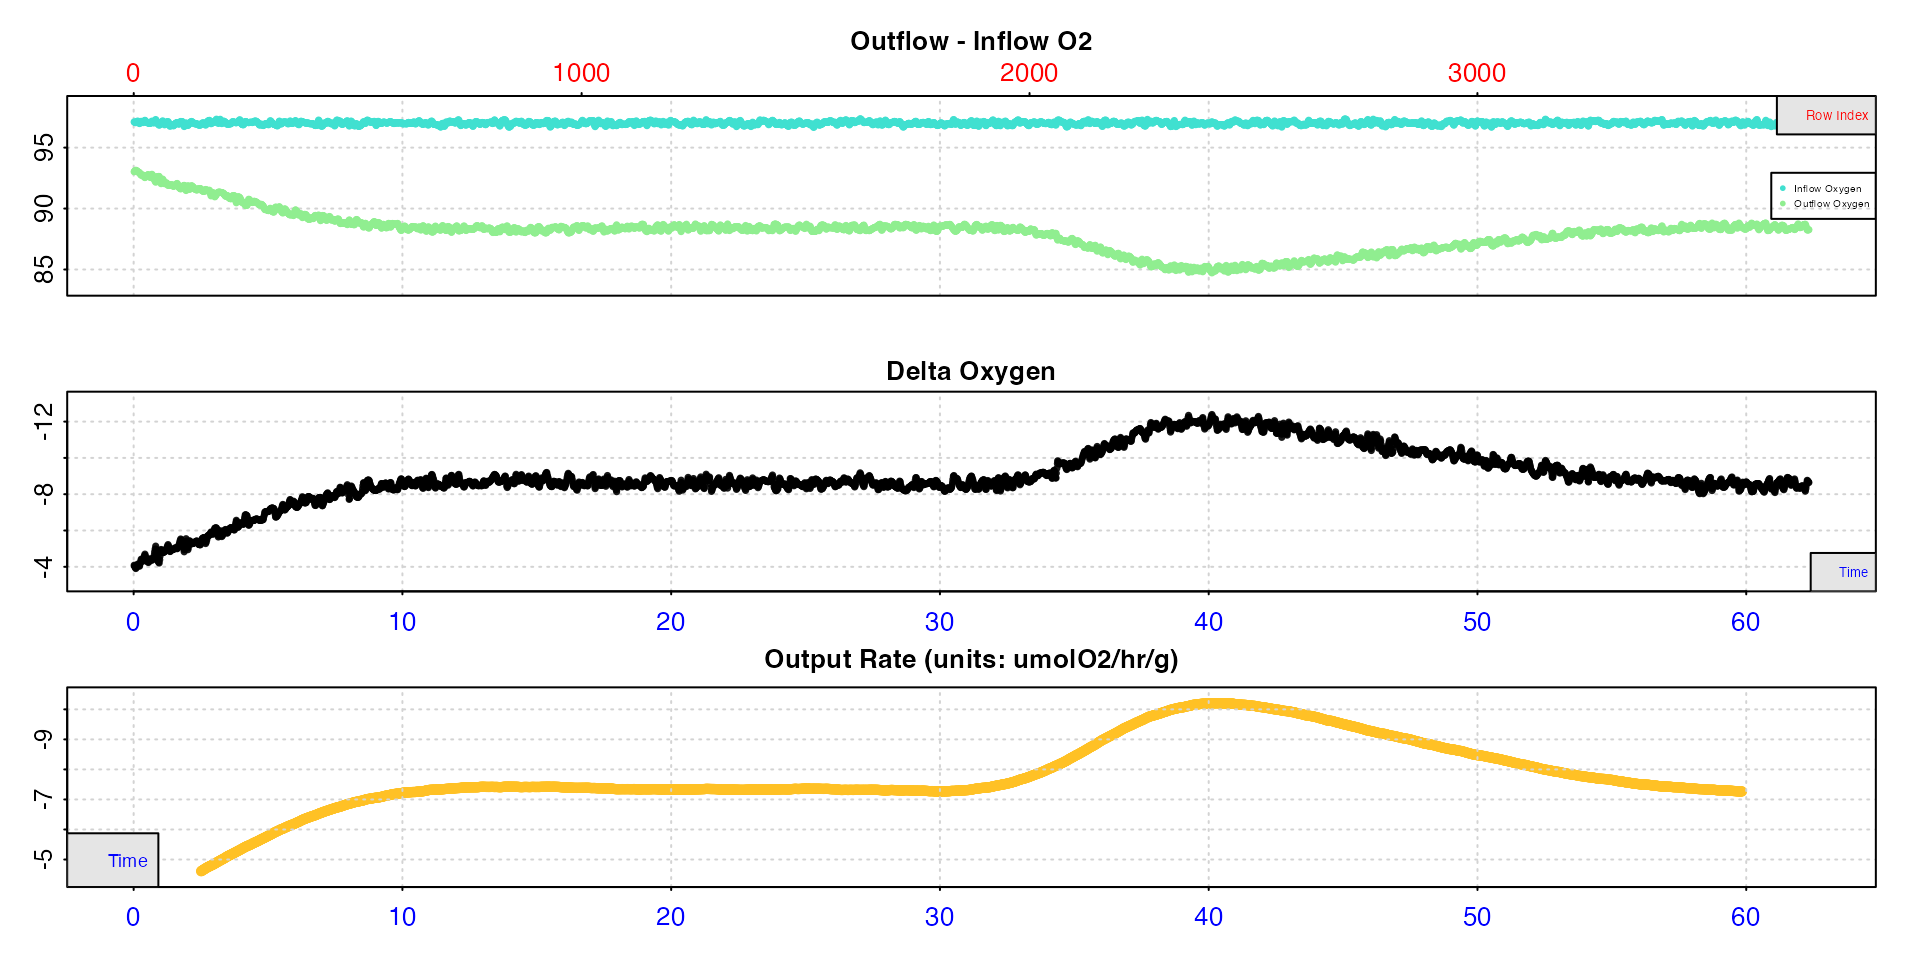 Outflow - Inflow O2
0 1000 2000 3000
Row Index
95
90
85
Inflow Oxygen
Outflow Oxygen
Delta Oxygen
-12
-8
-4
Time
0 10 20 30 40 50 60
Output Rate (units: umolO2/hr/g)
-9
-7
-5
Time
0 10 20 30 40 50 60